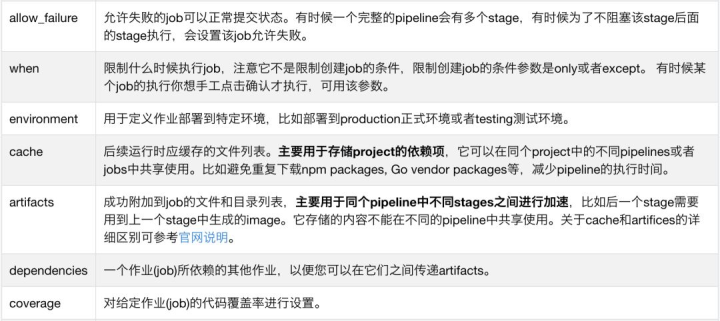 allow_failure 允许失败的job可以正常提交状态。有时候一个完整的pipeline会有多个stage，有时候为了不阻塞该stage后面
的stage执行，会设置该job允许失败。
when 限制什么时候执行job，注意它不是限制创建job的条件，限制创建job的条件参数是only或者except。 有时候某
个job的执行你想手工点击确认才执行，可用该参数。
environment 用于定义作业部署到特定环境，比如部署到production正式环境或者testing测试环境。
cache 后续运行时应缓存的文件列表。主要用于存储project的依赖项，它可以在同个project中的不同pipelines或者
jobs中共享使用。比如避免重复下载npm packages, Go vendor packages等，减少pipeline的执行时间。
artifacts 成功附加到job的文件和目录列表，主要用于同个pipeline中不同stages之间进行加速，比如后一个stage需要
用到上一个stage中生成的image。它存储的内容不能在不同的pipeline中共享使用。关于cache和artifices的详
细区别可参考官网说明。
dependencies 一个作业(job)所依赖的其他作业，以便您可以在它们之间传递artifacts。
coverage 对给定作业(job)的代码覆盖率进行设置。